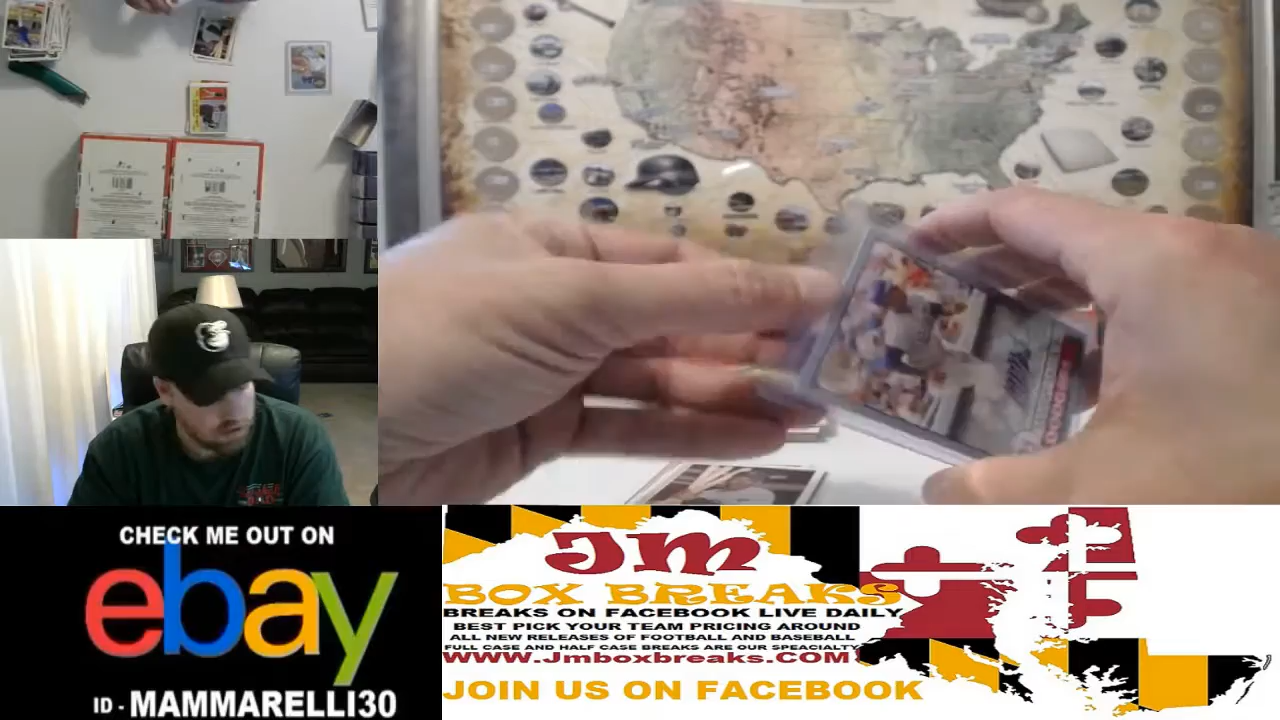 CHECK ME OUT ON
ebay
ID - MAMMARELLI30
JM
BOX BREAKS
BREAKS ON FACEBOOK LIVE DAILY
BEST PICK YOUR TEAM PRICING AROUND
ALL NEW RELEASES OF FOOTBALL AND BASEBALL
FULL CASE AND HALF CASE BREAKS ARE OUR SPEACIALTY
WWW.Jmboxbreaks.COM
JOIN US ON FACEBOOK